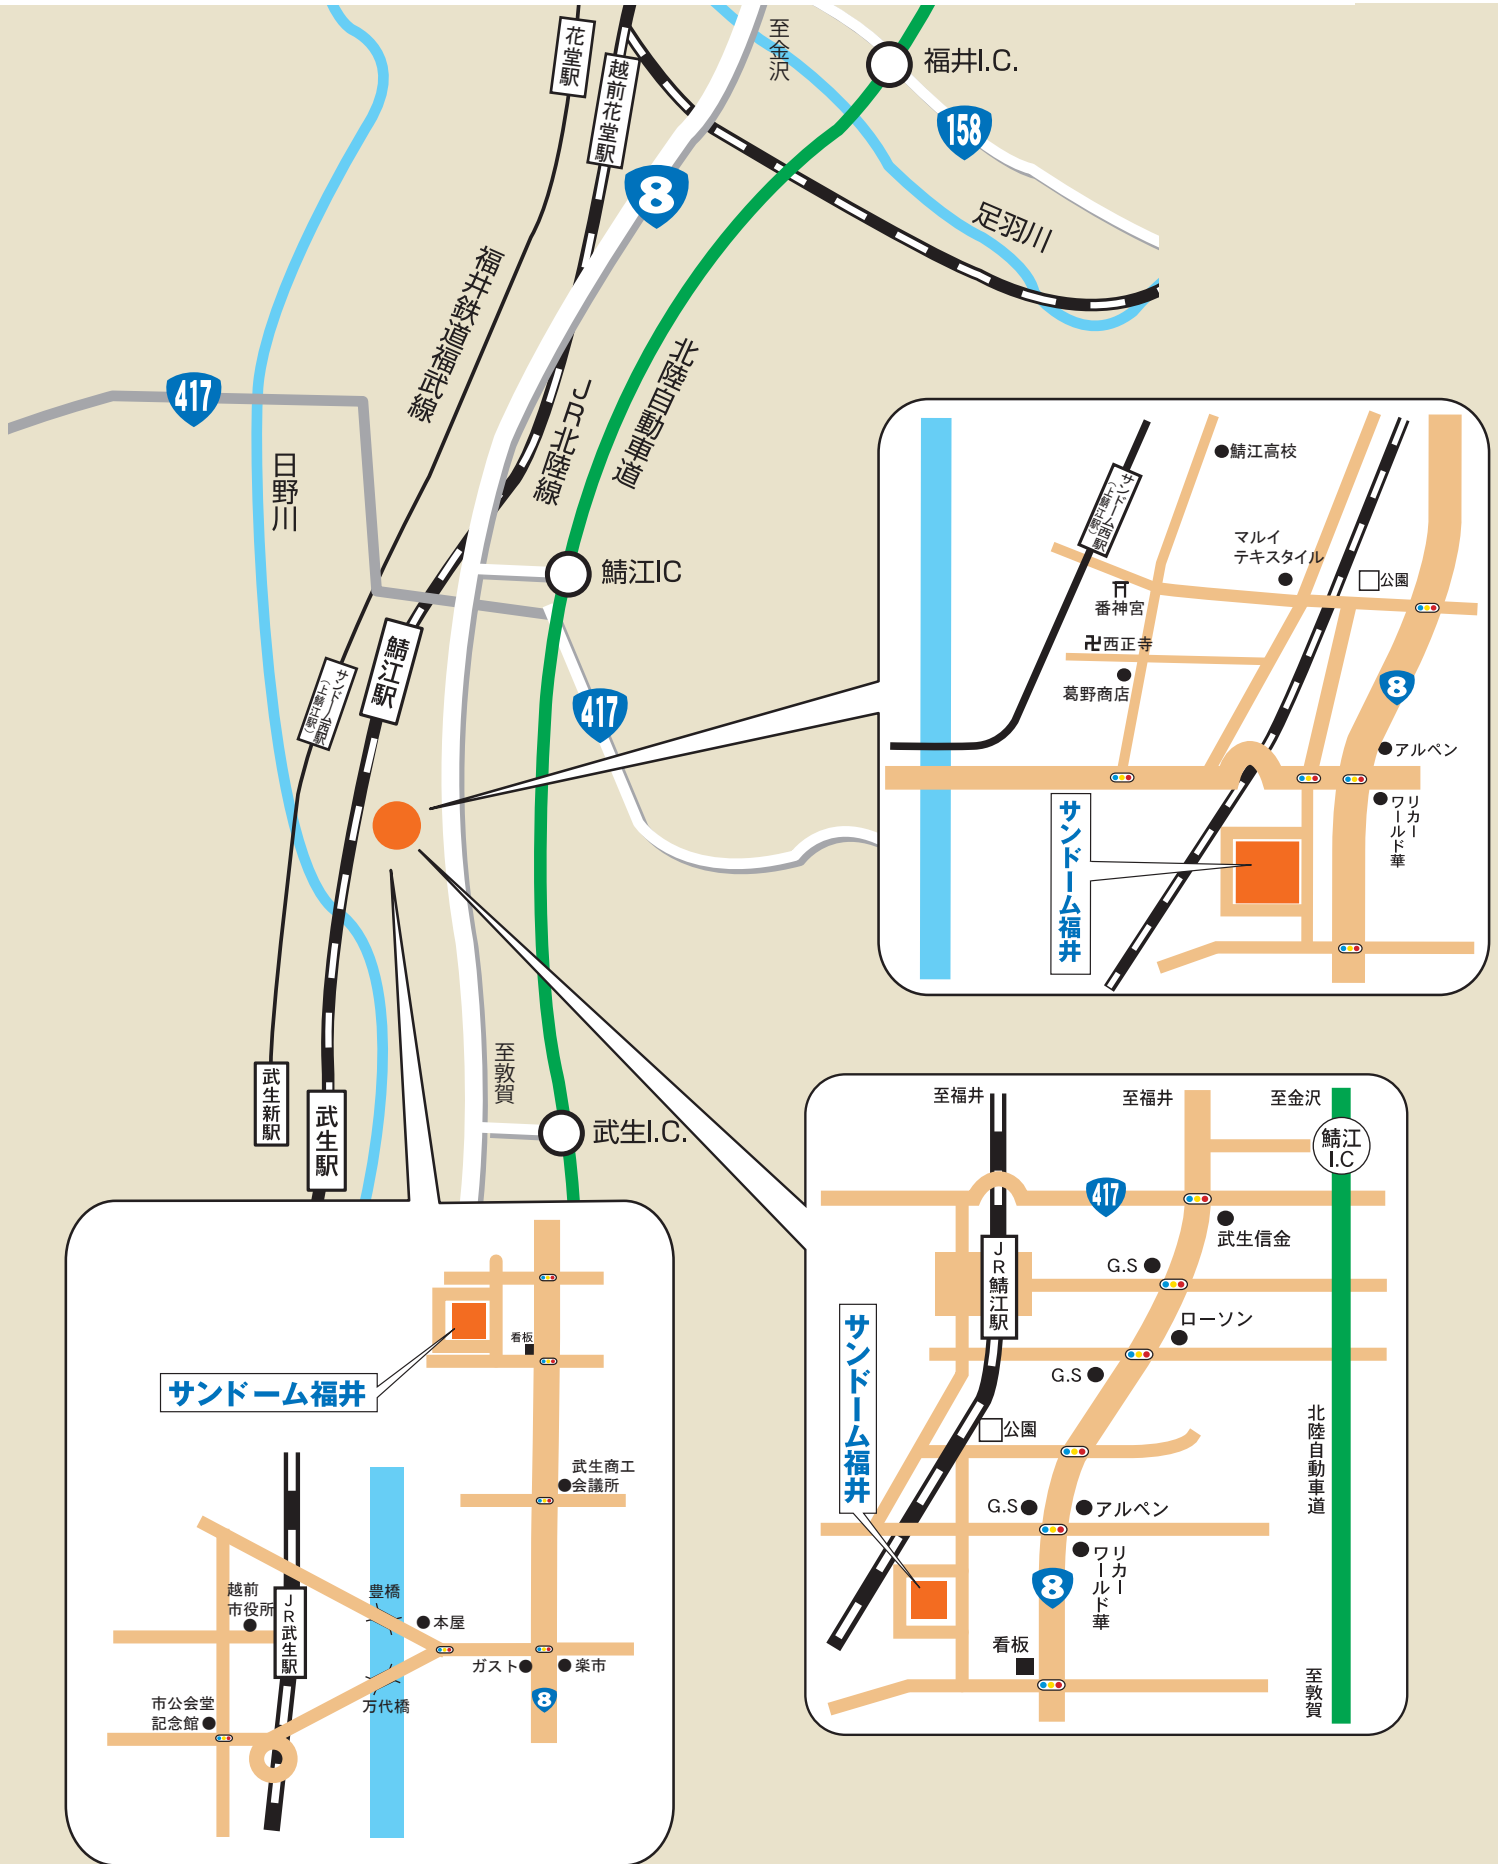 花堂駅
越前花堂駅
至金沢
福井I.C.
158
8
足羽川
福井鉄道福武線
417
JR北陸線
北陸自動車道
日野川
鯖江IC
鯖江駅
サンドーム西駅
(上鯖江駅)
417
至敦賀
武生新駅
武生駅
武生I.C.
鯖江高校
サンドーム西駅
(上鯖江駅)
マルイ
テキスタイル
公園
番神宮
卍西正寺
葛野商店
8
アルペン
リカー
ワールド華
サンドーム福井
至福井
至福井
至金沢
鯖江
I.C
417
武生信金
JR鯖江駅
G.S
ローソン
サンドーム福井
G.S
公園
北陸自動車道
G.S
アルペン
リカー
ワールド華
8
看板
至敦賀
看板
サンドーム福井
武生商工
会議所
越前
市役所
JR武生駅
豊橋
本屋
ガスト
楽市
万代橋
8
市公会堂
記念館